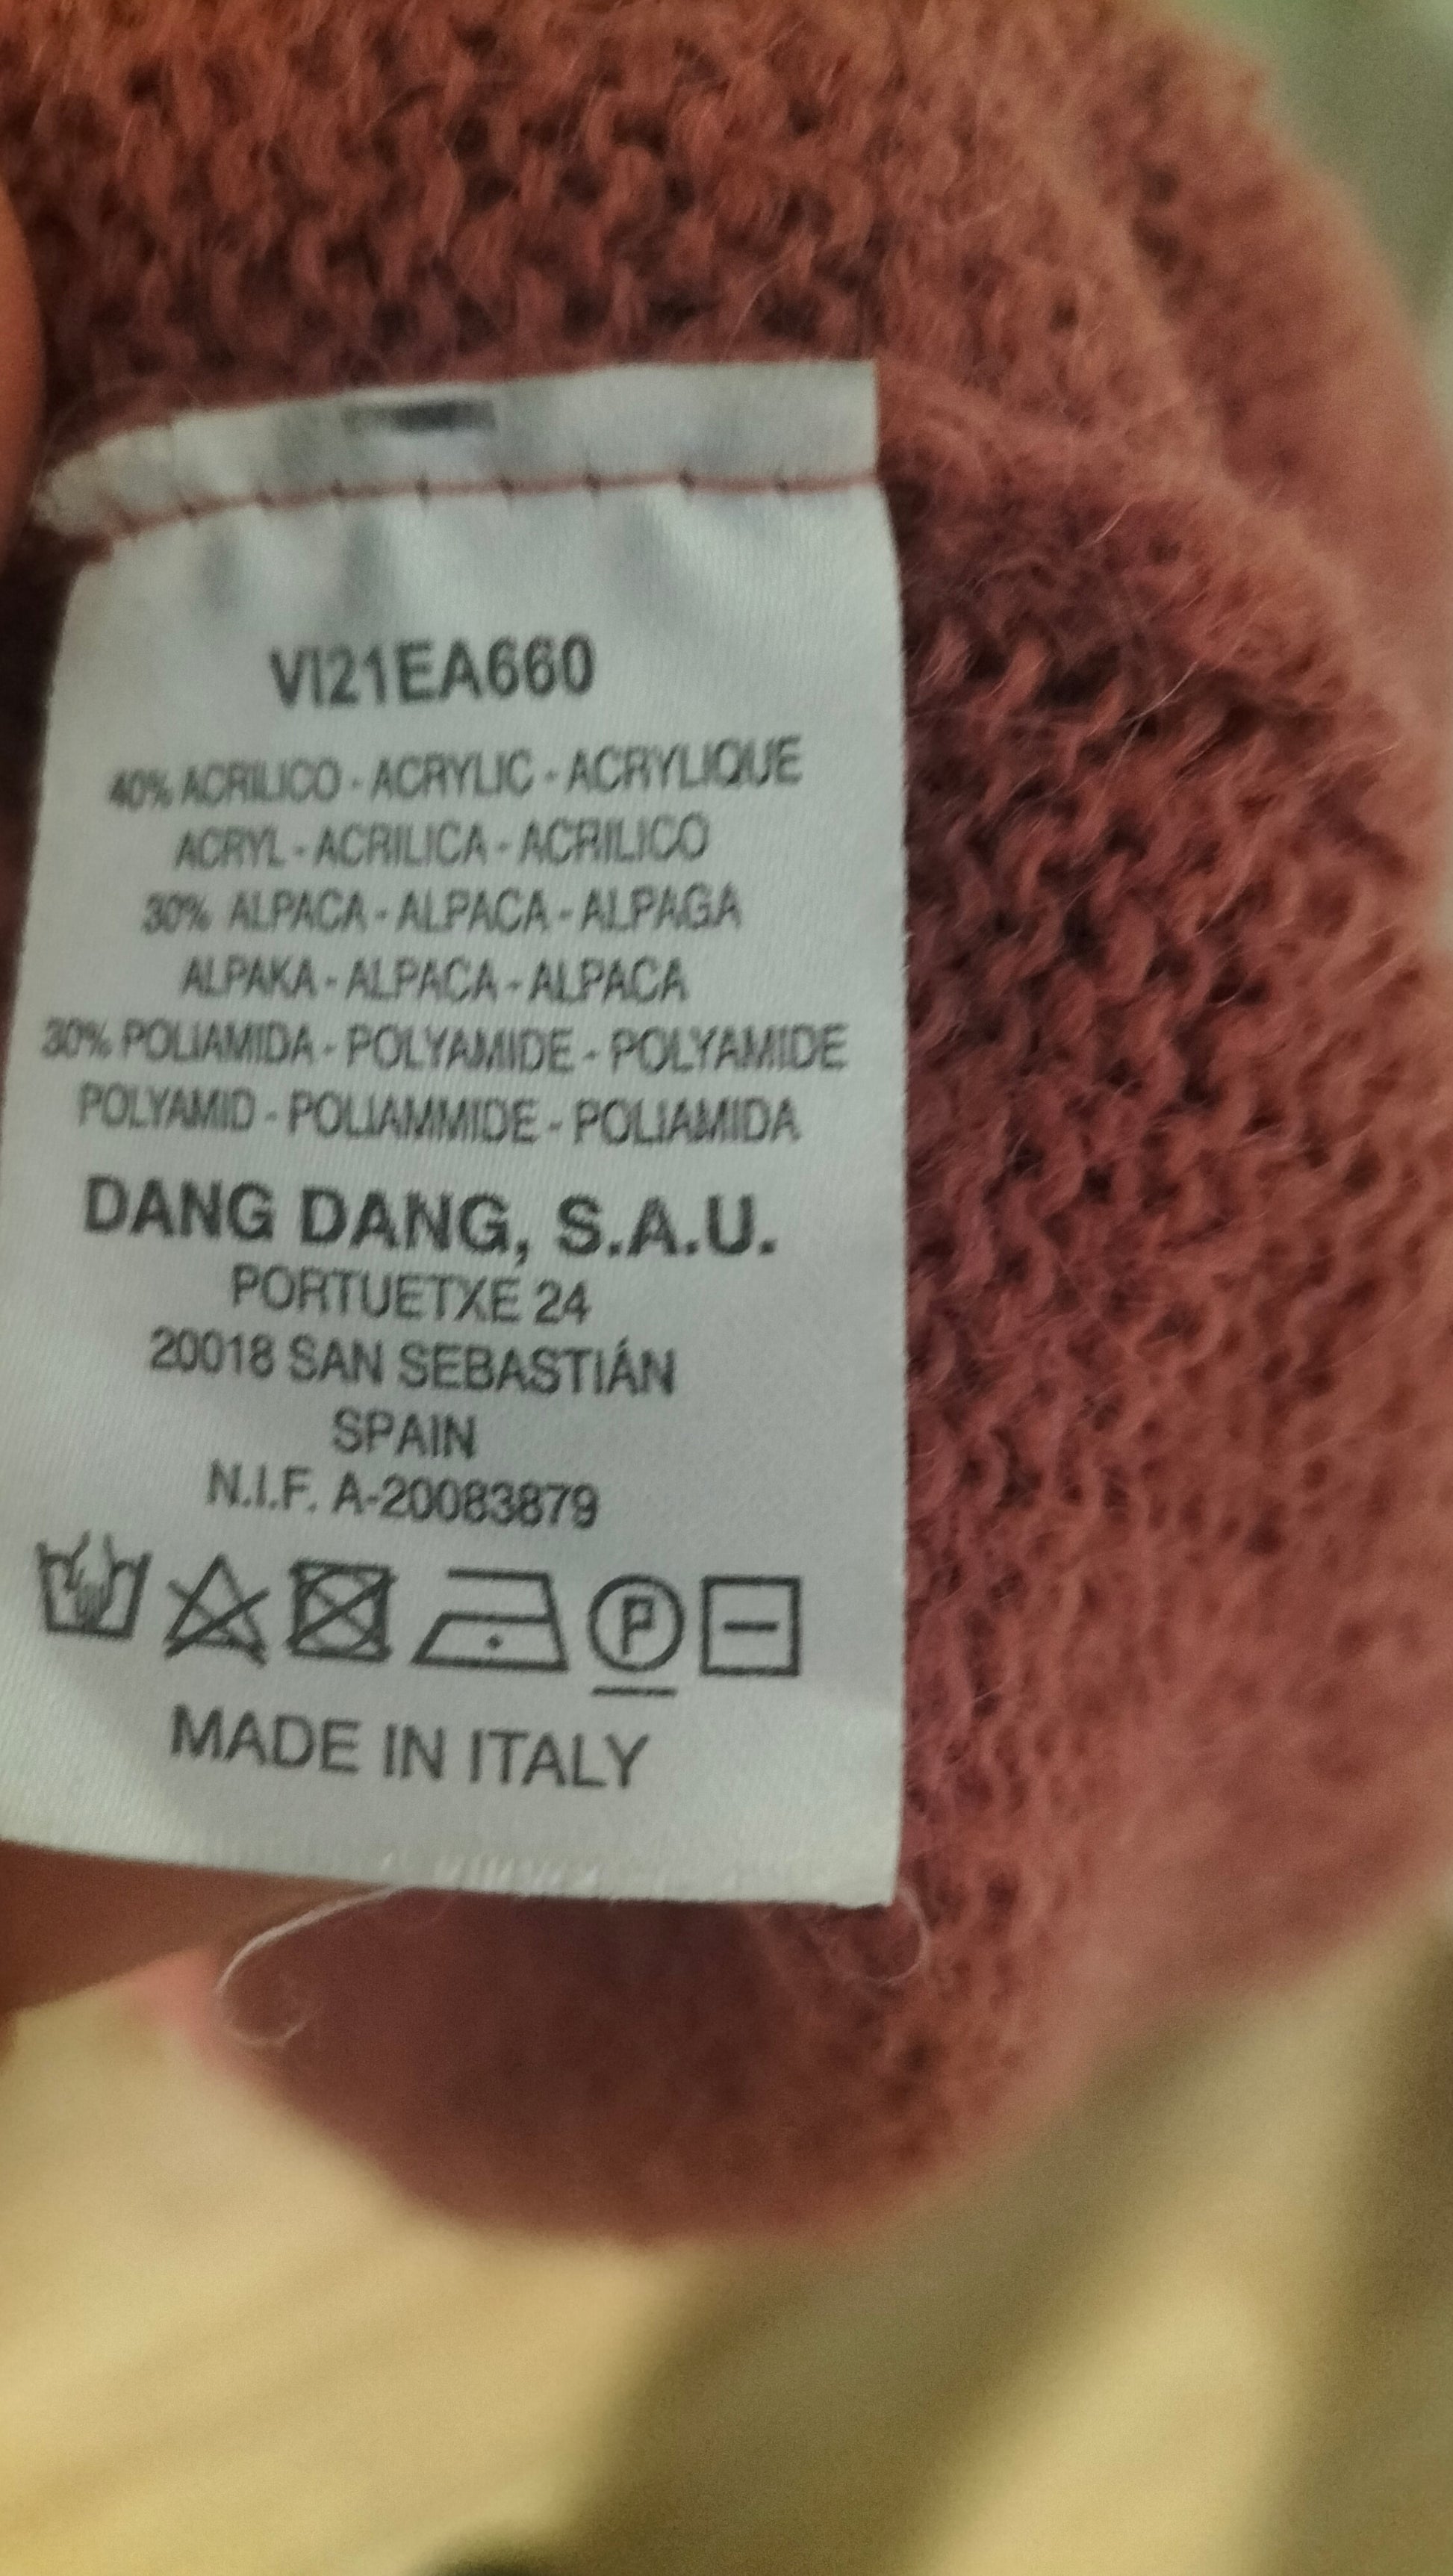 VI21EA660
40% ACRILICO - ACRYLIC - ACRYLIQUE
ACRYL - ACRILICA - ACRILICO
30% ALPACA - ALPACA - ALPAGA
ALPAKA - ALPACA - ALPACA
30% POLIAMIDA - POLYAMIDE - POLYAMIDE
POLYAMID - POLIAMMIDE - POLIAMIDA
DANG DANG, S.A.U.
PORTUETXE 24
20018 SAN SEBASTIÁN
SPAIN
N.I.F. A-20083879
P
MADE IN ITALY